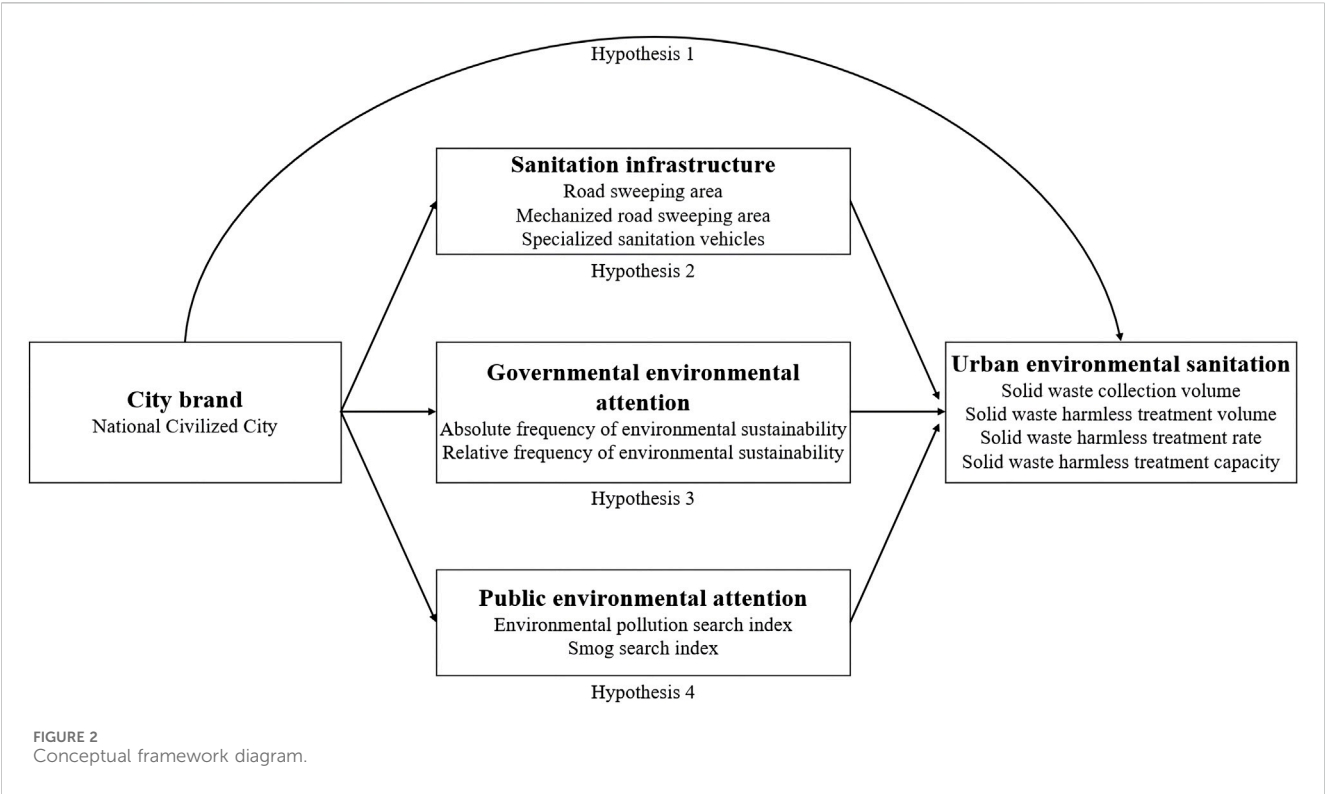 Hypothesis 1
Sanitation infrastructure
Road sweeping area
Mechanized road sweeping area
Specialized sanitation vehicles
Hypothesis 2
City brand
National Civilized City
Governmental environmental
attention
Absolute frequency of environmental sustainability
Relative frequency of environmental sustainability
Hypothesis 3
Public environmental attention
Environmental pollution search index
Smog search index
Hypothesis 4
Urban environmental sanitation
Solid waste collection volume
Solid waste harmless treatment volume
Solid waste harmless treatment rate
Solid waste harmless treatment capacity
FIGURE 2
Conceptual framework diagram.